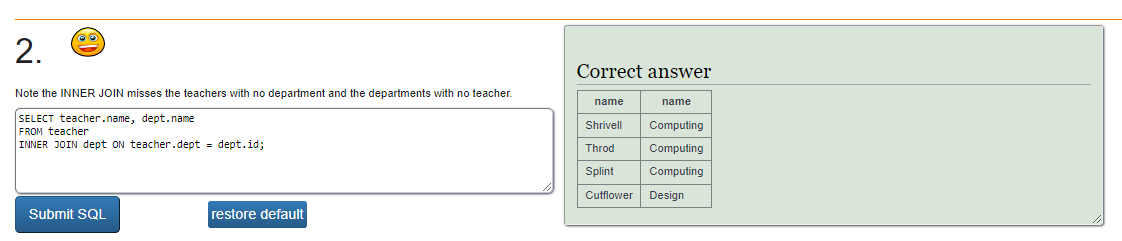 2.
Note the INNER JOIN misses the teachers with no department and the departments with no teacher.
SELECT teacher.name, dept.name
FROM teacher
INNER JOIN dept ON teacher.dept = dept.id;
Submit SQL
restore default
Correct answer
name name
Shrivell Computing
Throd Computing
Splint Computing
Cutflower Design